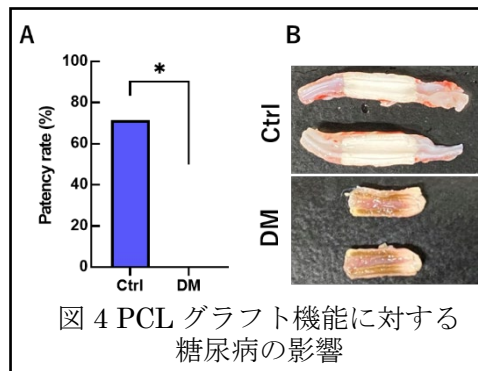 A
B
*
100
80
60
40
20
0
Patency rate (%)
Ctrl
DM
Ctrl
DM
図 4 PCL グラフト機能に対する
糖尿病の影響